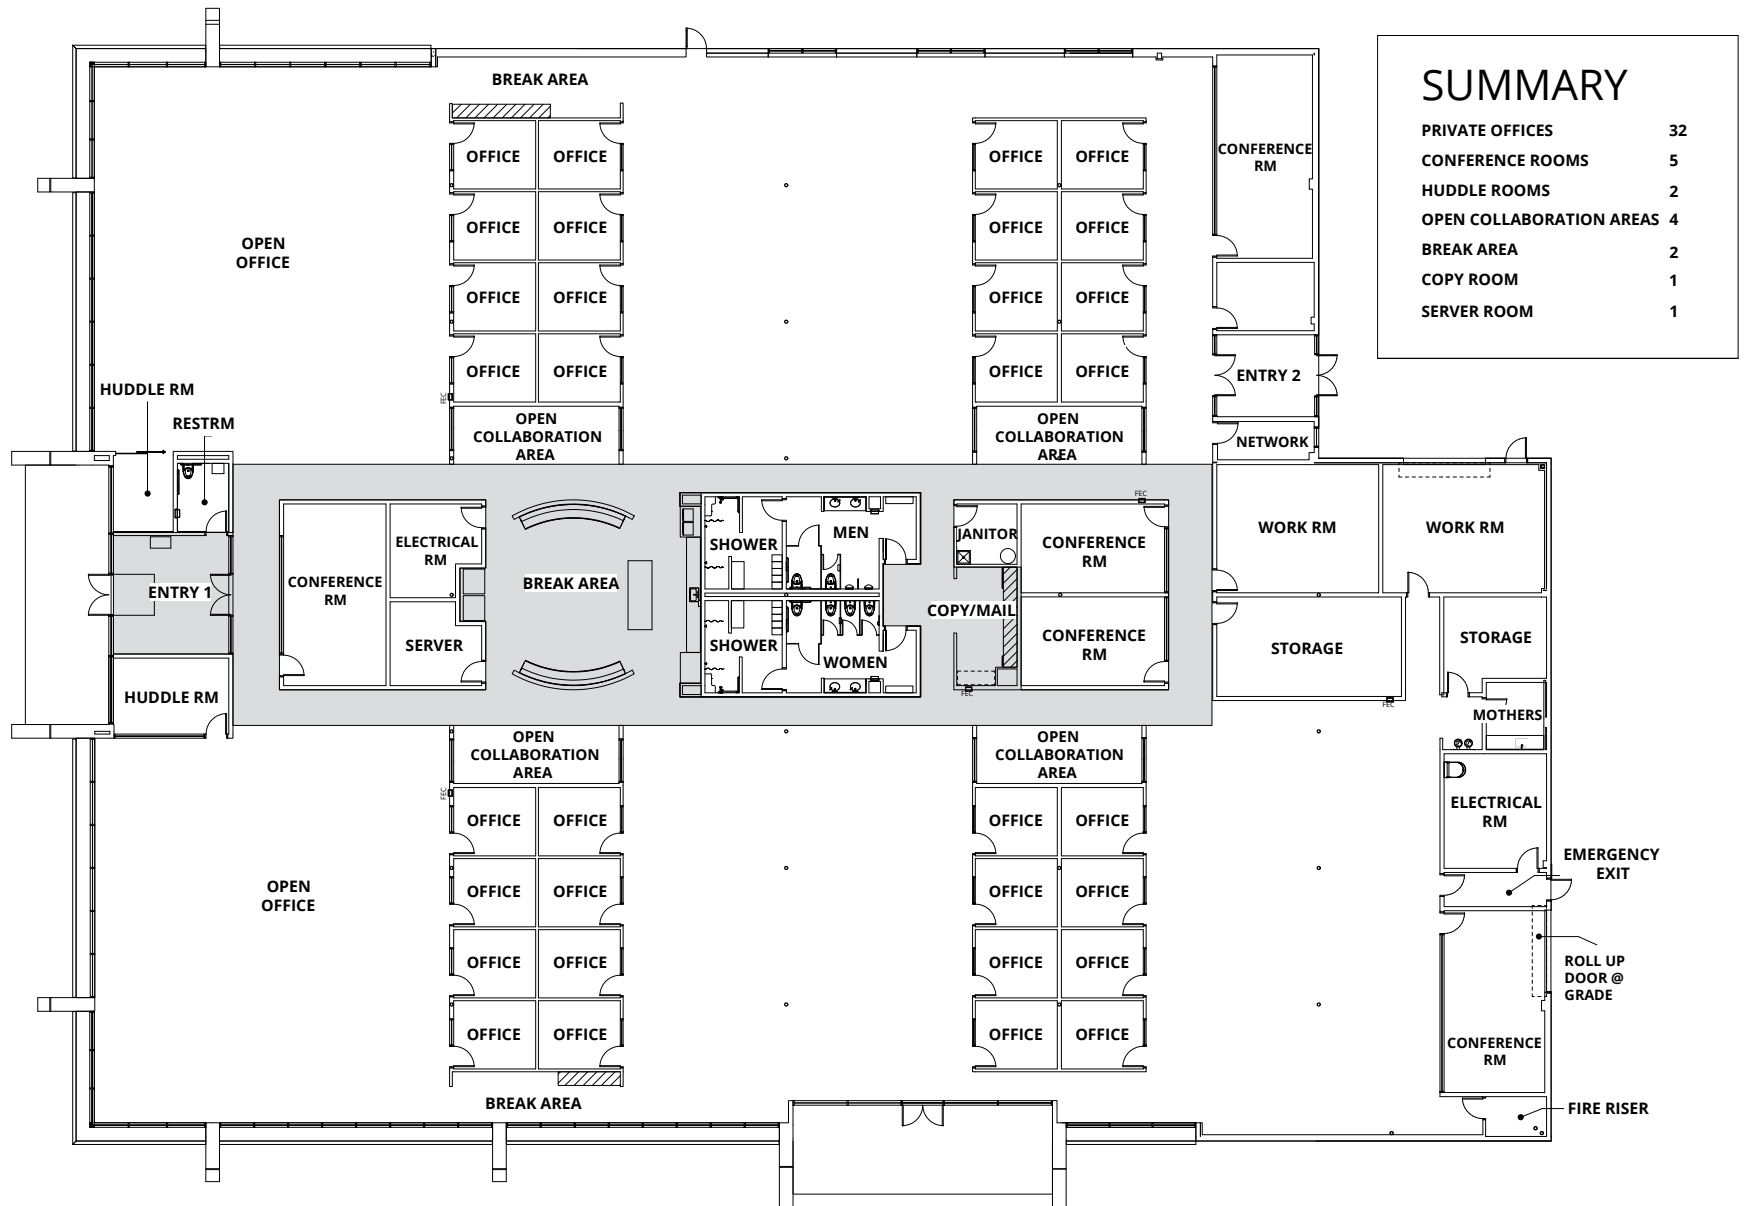 SUMMARY
PRIVATE OFFICES 32
CONFERENCE ROOMS 5
HUDDLE ROOMS 2
OPEN COLLABORATION AREAS 4
BREAK AREA 2
COPY ROOM 1
SERVER ROOM 1
BREAK AREA
OFFICE OFFICE OFFICE OFFICE
CONFERENCE
RM
OFFICE OFFICE OFFICE OFFICE
OPEN
OFFICE
OFFICE OFFICE OFFICE OFFICE
OFFICE OFFICE OFFICE OFFICE
ENTRY 2
HUDDLE RM
FEC
RESTRM
OPEN
COLLABORATION
AREA
OPEN
COLLABORATION
AREA
NETWORK
FEC
MEN
JANITOR
SHOWER
ELECTRICAL
RM
CONFERENCE
RM
WORK RM
WORK RM
ENTRY 1
CONFERENCE
RM
BREAK AREA
COPY/MAIL
SERVER
SHOWER
WOMEN
CONFERENCE
RM
STORAGE
STORAGE
HUDDLE RM
FEC
FEC
MOTHERS
OPEN
COLLABORATION
AREA
OPEN
COLLABORATION
AREA
FEC
OFFICE OFFICE OFFICE OFFICE
ELECTRICAL
RM
EMERGENCY
EXIT
OPEN
OFFICE
OFFICE OFFICE OFFICE OFFICE
OFFICE OFFICE OFFICE OFFICE
ROLL UP
DOOR @
GRADE
OFFICE OFFICE OFFICE OFFICE
CONFERENCE
RM
BREAK AREA
FIRE RISER